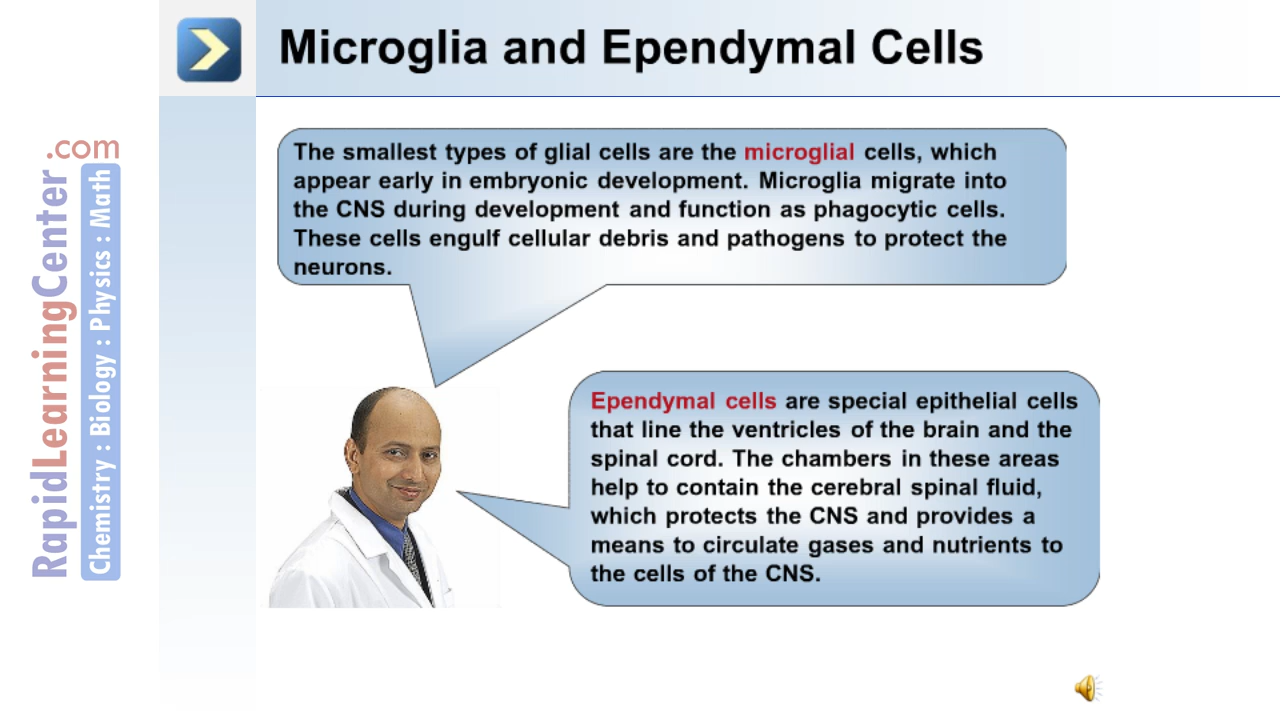 Microglia and Ependymal Cells
The smallest types of glial cells are the microglial cells, which
appear early in embryonic development. Microglia migrate into
the CNS during development and function as phagocytic cells.
These cells engulf cellular debris and pathogens to protect the
neurons.
Ependymal cells are special epithelial cells
that line the ventricles of the brain and the
spinal cord. The chambers in these areas
help to contain the cerebral spinal fluid,
which protects the CNS and provides a
means to circulate gases and nutrients to
the cells of the CNS.
RapidLearningCenter.com
Chemistry : Biology : Physics : Math